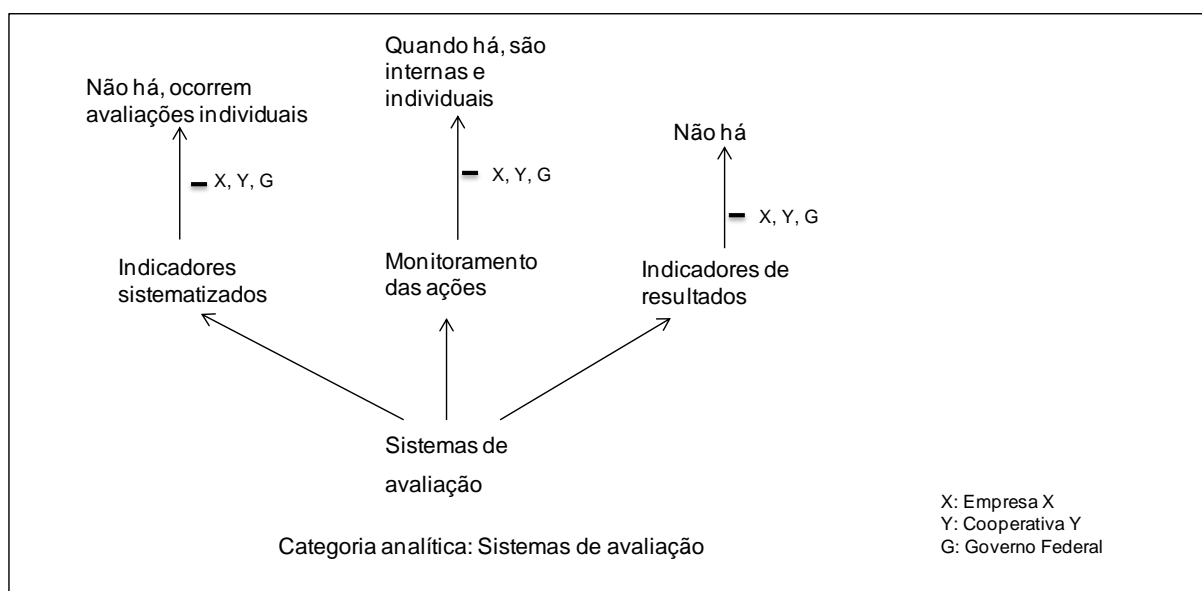 Quando há, são
internas e
individuais
Não há, ocorrem
avaliações individuais
Não há
X, Y, G
X, Y, G
X, Y, G
Indicadores
sistematizados
Monitoramento
das ações
Indicadores de
resultados
Sistemas de
avaliação
Categoria analítica: Sistemas de avaliação
X: Empresa X
Y: Cooperativa Y
G: Governo Federal